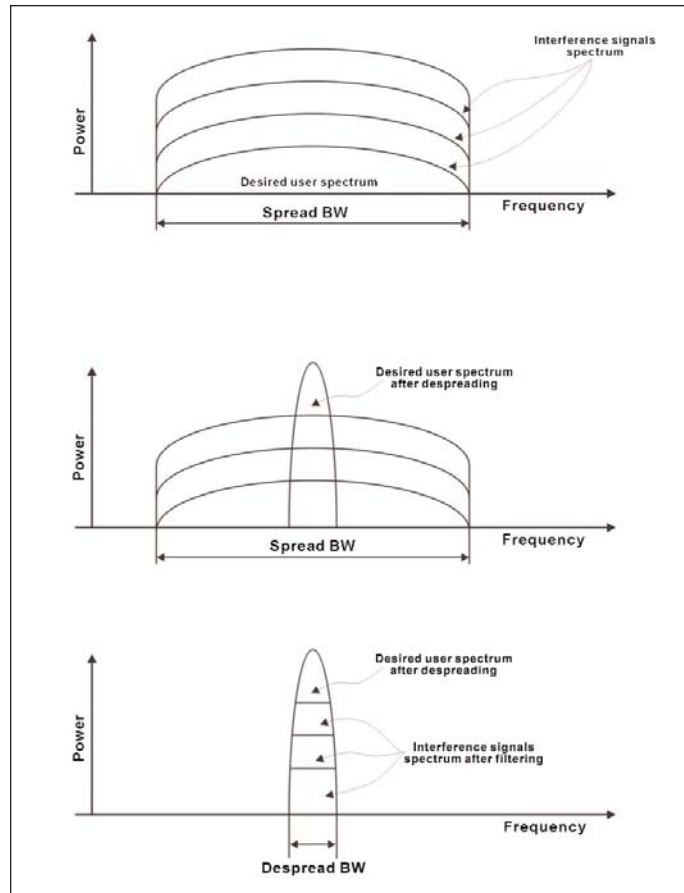 Interference signals
spectrum
Power
Desired user spectrum
Frequency
Spread BW
Desired user spectrum
after despreading
Power
Frequency
Spread BW
Desired user spectrum
after despreading
Power
Interference signals
spectrum after filtering
Frequency
Despread BW